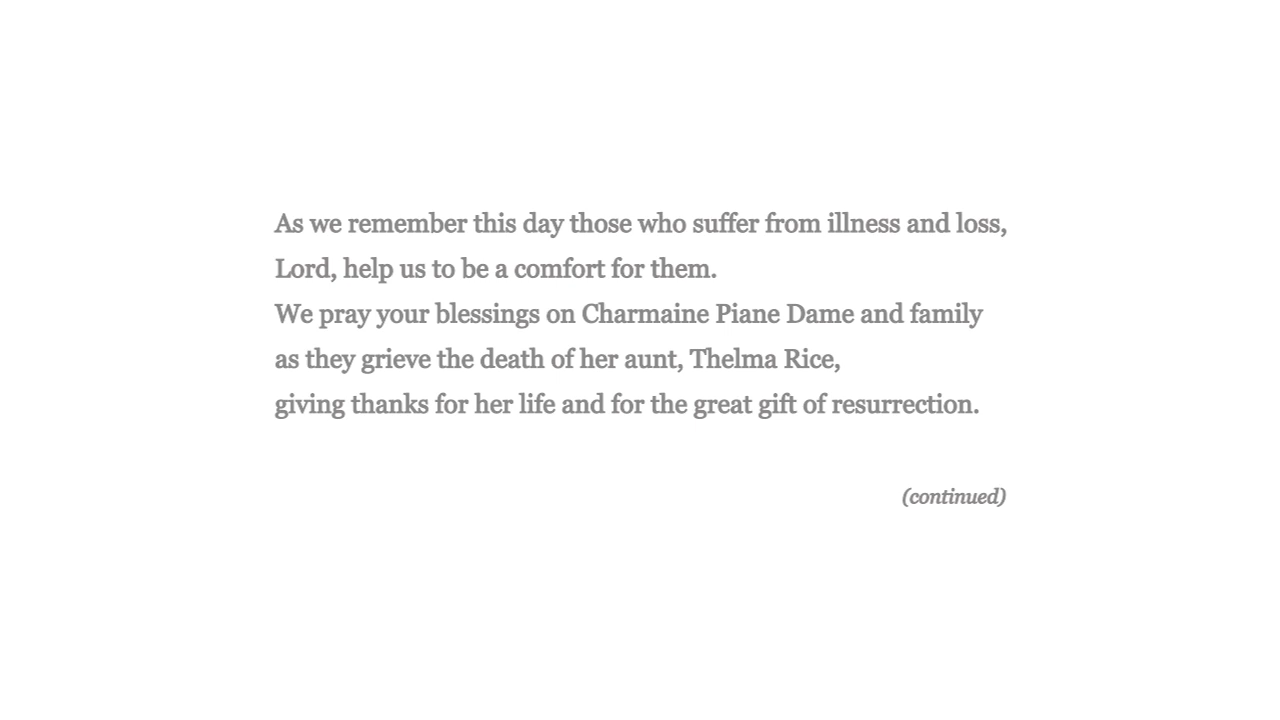 As we remember this day those who suffer from illness and loss,
Lord, help us to be a comfort for them.
We pray your blessings on Charmaine Piane Dame and family
as they grieve the death of her aunt, Thelma Rice,
giving thanks for her life and for the great gift of resurrection.
(continued)